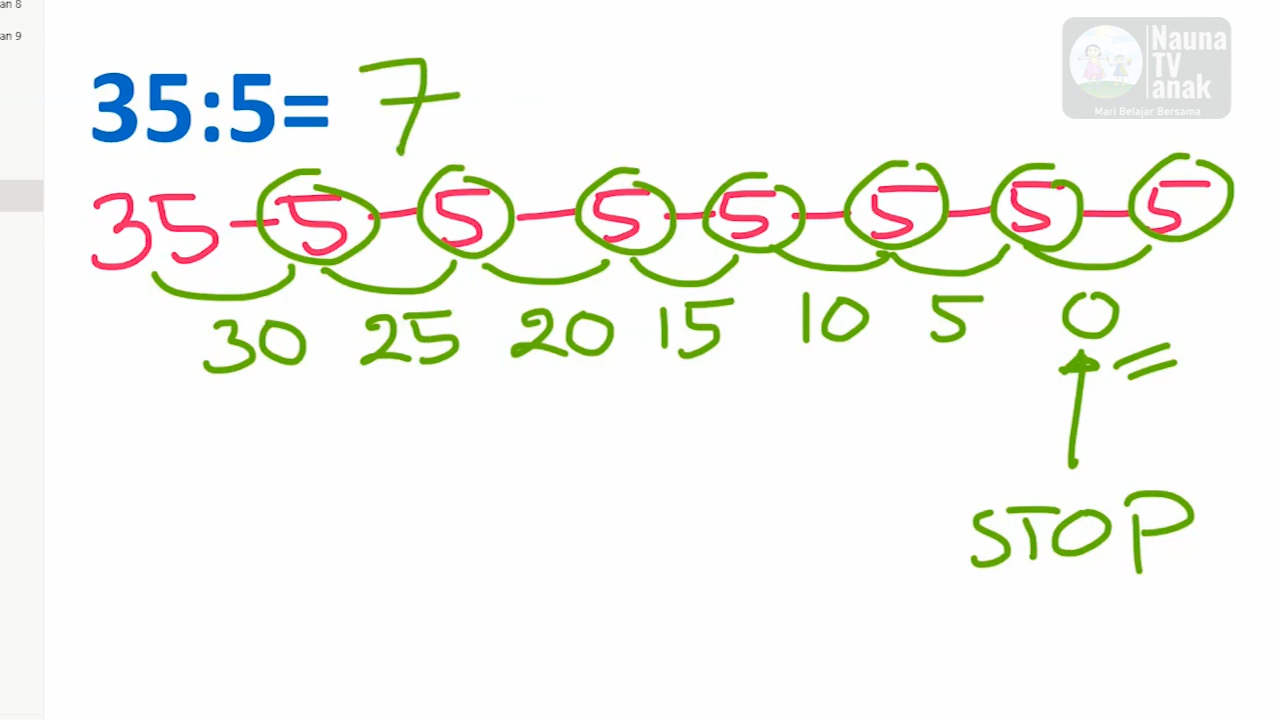 an 8
an 9
Nauna
TV
anak
Mari Belajar Bersama
35:5= 7
35 - 5 - 5 - 5 - 5 - 5 - 5 - 5
30 25 20 15 10 5 0
STOP